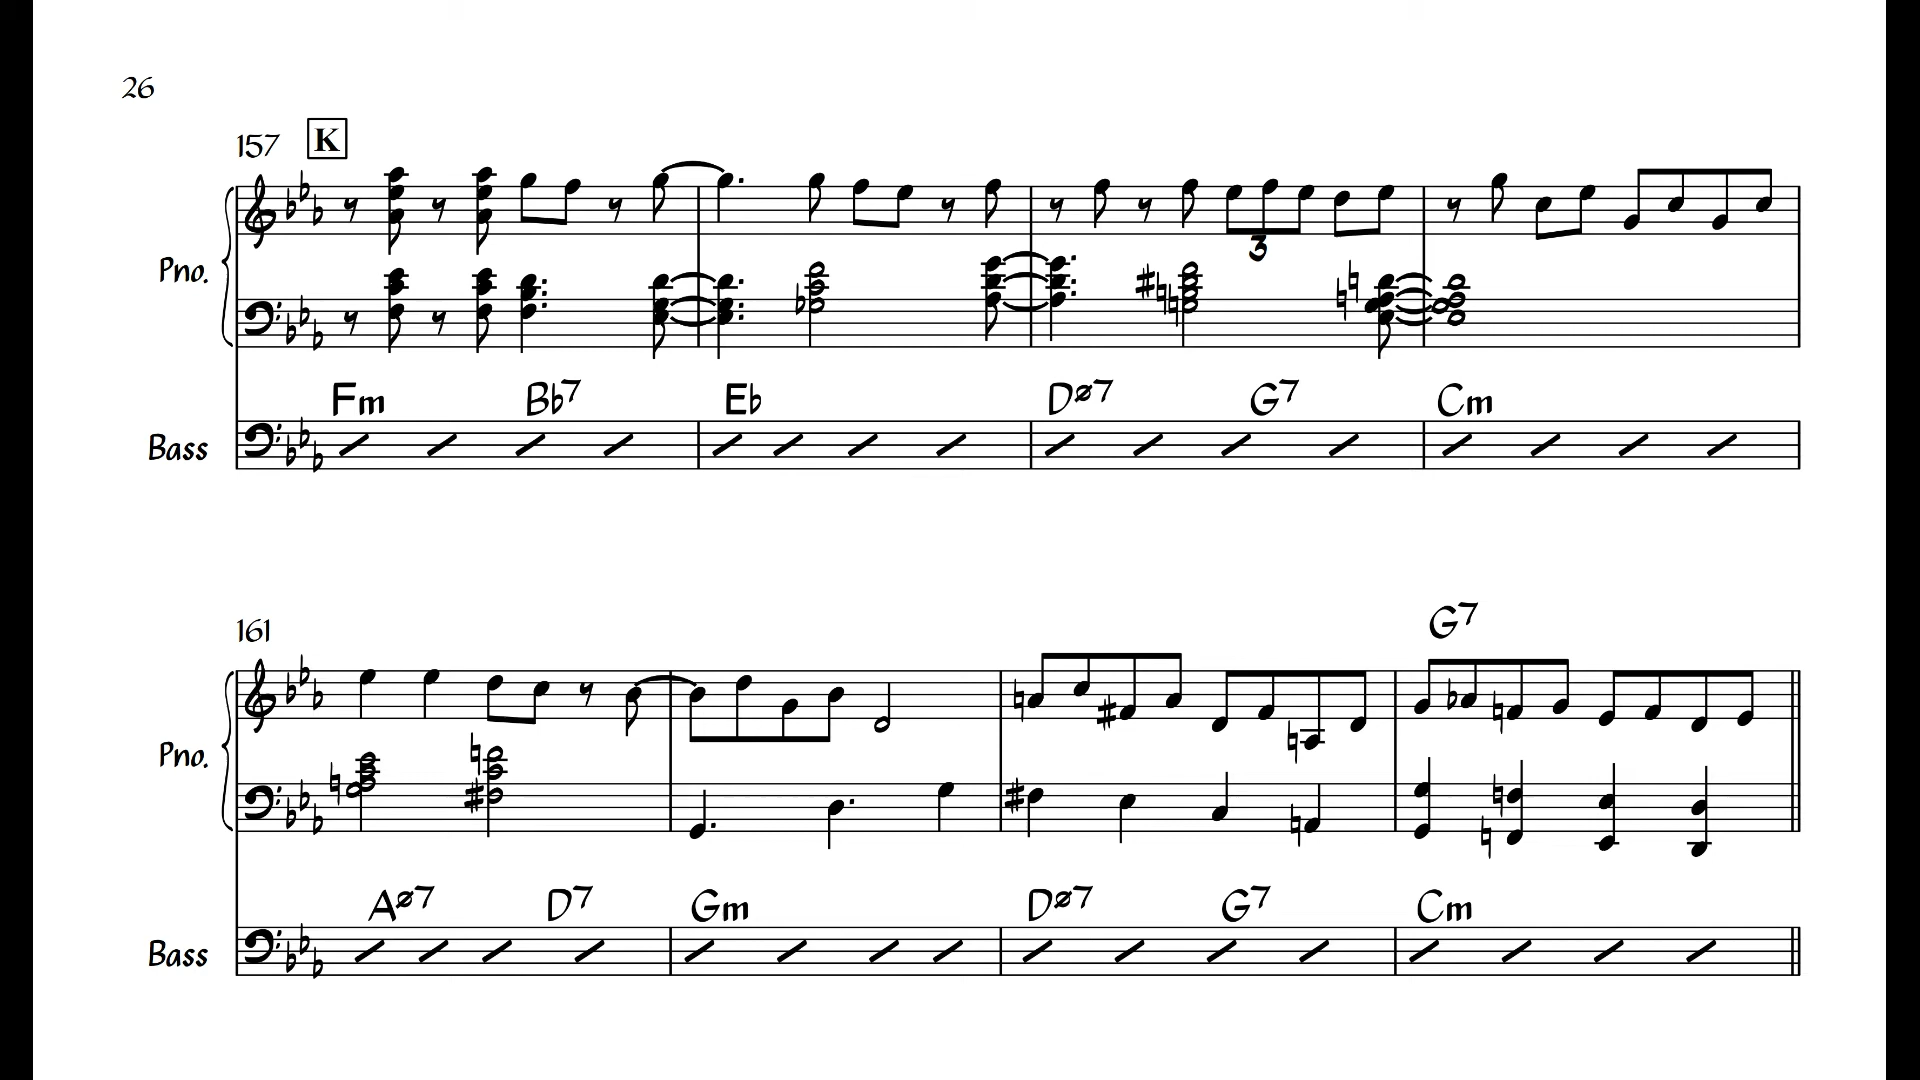 26
157 K
Pno.
3
Fm Bb7 Eb Dø7 G7 Cm
Bass
161
G7
Pno.
Aø7 D7 Gm Dø7 G7 Cm
Bass